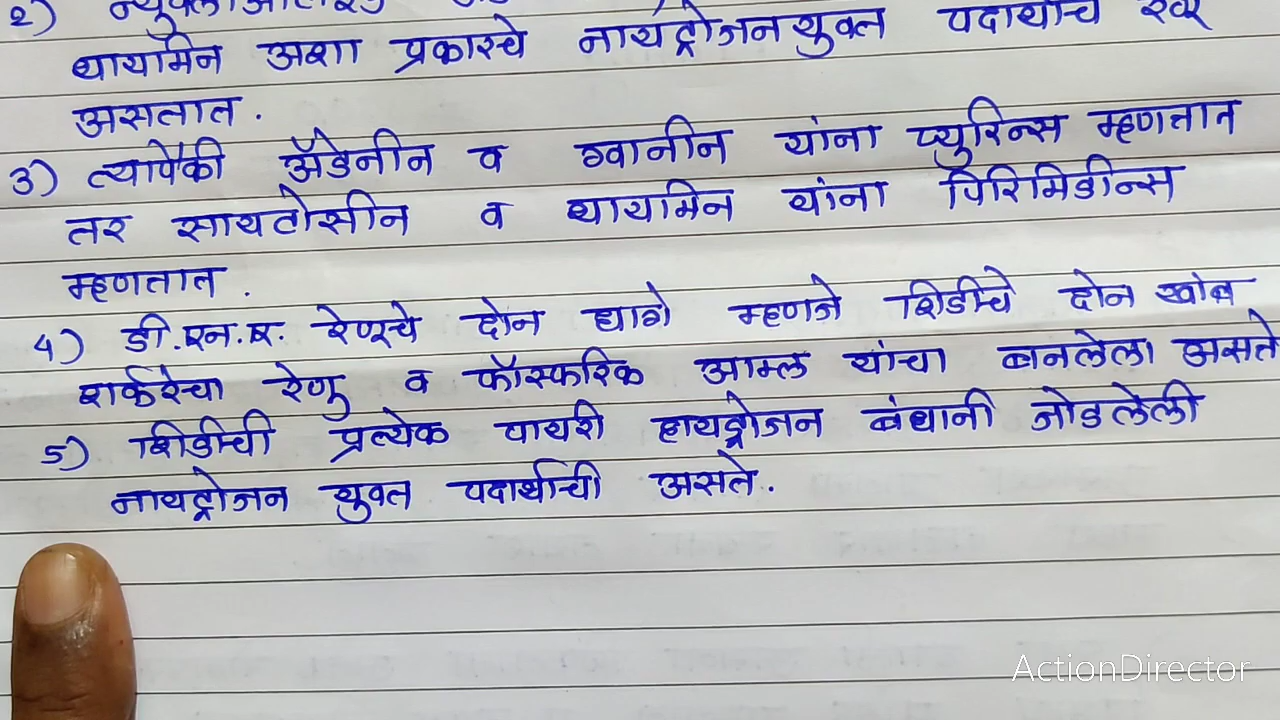 2)
थायमिन अशा प्रकारचे नायट्रोजनयुक्त पदार्थाचे
असतात.
3) त्यापैकी ॲडेनीन व ग्वानीन यांना प्युरिन्स म्हणतात
तर सायटोसीन व थायमिन यांना पिरिमिडीन्स
म्हणतात.
4) डी.एन.ए. रेणूचे दोन धागे म्हणजे शिडीचे दोन खांब
शर्करेचा रेणु व फॉस्फरिक आम्ल यांचा बनलेला असते
5) शिडीची प्रत्येक पायरी हायड्रोजन बंधानी जोडलेली
नायट्रोजन युक्त पदार्थाची असते.
ActionDirector